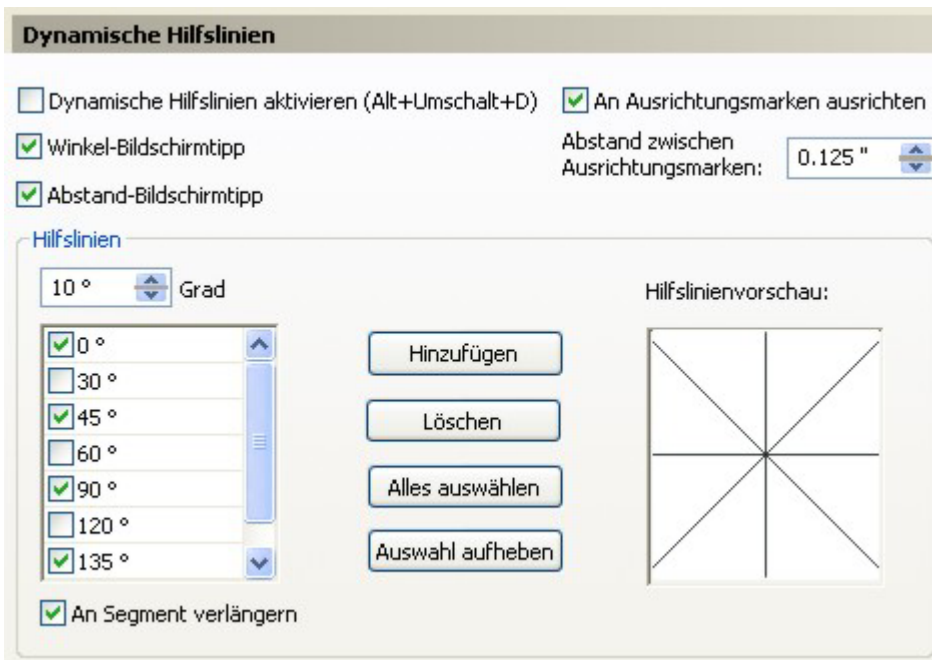 Dynamische Hilfslinien
Dynamische Hilfslinien aktivieren (Alt+Umschalt+D)
An Ausrichtungsmarken ausrichten
Winkel-Bildschirmtipp
Abstand zwischen
Ausrichtungsmarken:
0.125 "
Abstand-Bildschirmtipp
Hilfslinien
10 °
Grad
Hilfslinienvorschau:
0 °
30 °
45 °
60 °
90 °
120 °
135 °
Hinzufügen
Löschen
Alles auswählen
Auswahl aufheben
An Segment verlängern